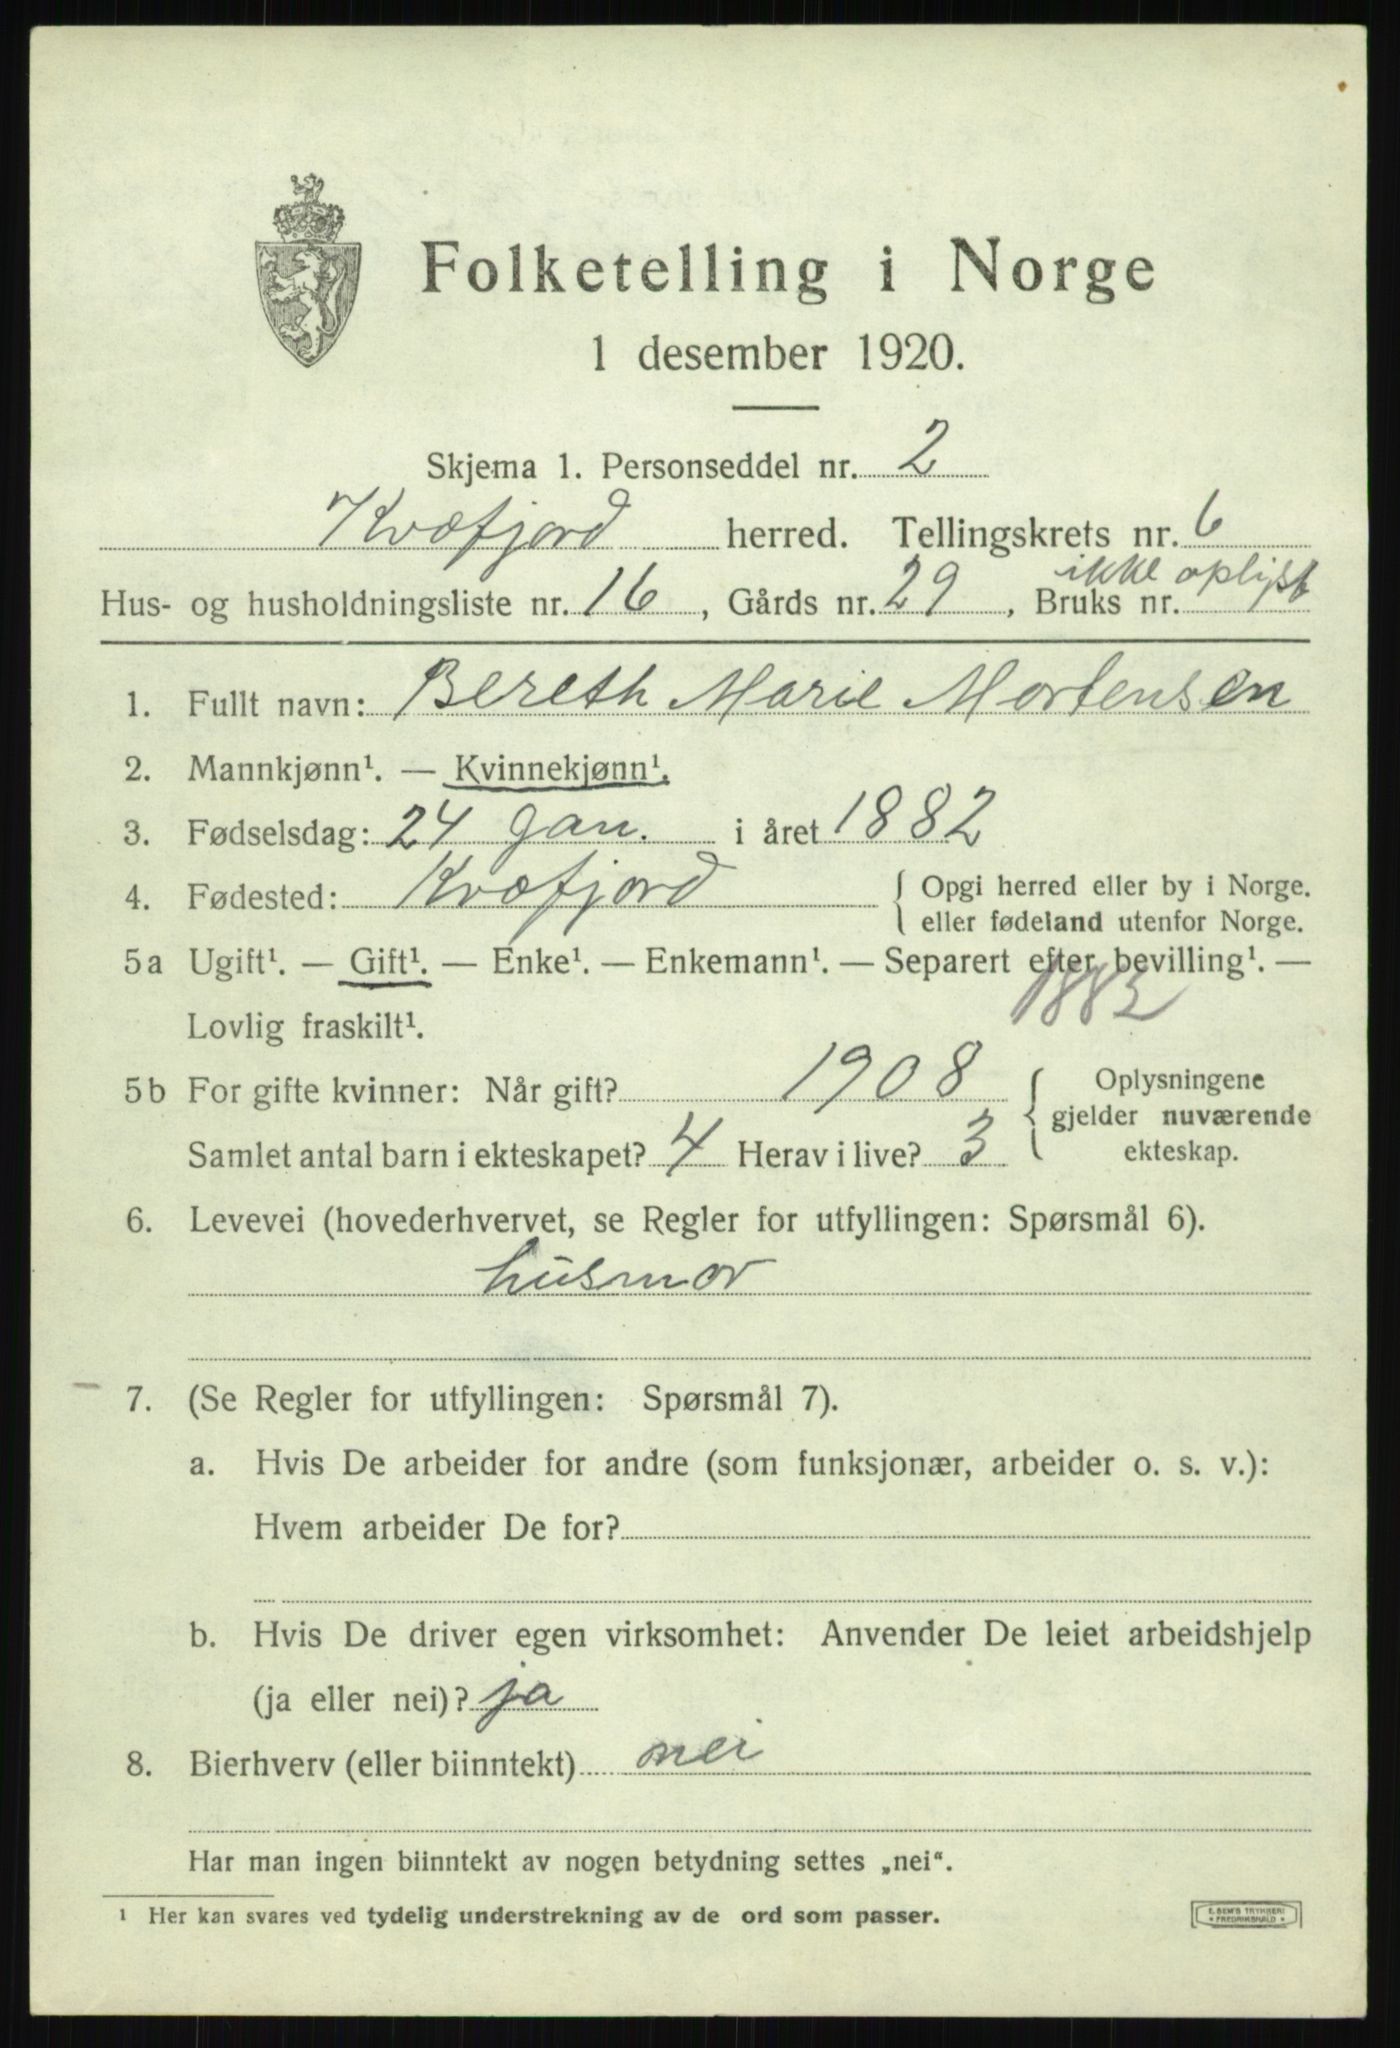 Folketelling i Norge
1 desember 1920.
Skjema 1. Personseddel nr. 2
Kvæfjord herred. Tellingskrets nr. 6
ikke oplyst
Hus- og husholdningsliste nr. 16, Gårds nr. 29, Bruks nr.
1. Fullt navn: Bereth Marie Mortensen
2. Mannkjønn¹. — Kvinnekjønn¹.
3. Fødselsdag: 24 Jan. i året 1882
4. Fødested: Kvæfjord { Opgi herred eller by i Norge.
eller fødeland utenfor Norge.
5a Ugift¹. — Gift¹. — Enke¹. — Enkemann¹. — Separert efter bevilling¹. —
1882
Lovlig fraskilt¹.
5b For gifte kvinner: Når gift? 1908 { Oplysningene
gjelder nuværende
Samlet antal barn i ekteskapet? 4 Herav i live? 3 ekteskap.
6. Levevei (hovederhvervet, se Regler for utfyllingen: Spørsmål 6).
husmor
7. (Se Regler for utfyllingen: Spørsmål 7).
a. Hvis De arbeider for andre (som funksjonær, arbeider o. s. v.):
Hvem arbeider De for?
b. Hvis De driver egen virksomhet: Anvender De leiet arbeidshjelp
(ja eller nei)? ja
8. Bierhverv (eller biinntekt) nei
Har man ingen biinntekt av nogen betydning settes „nei“.
¹ Her kan svares ved tydelig understrekning av de ord som passer.
E. SEM'S TRYKKERI
* FREDRIKSHALD *